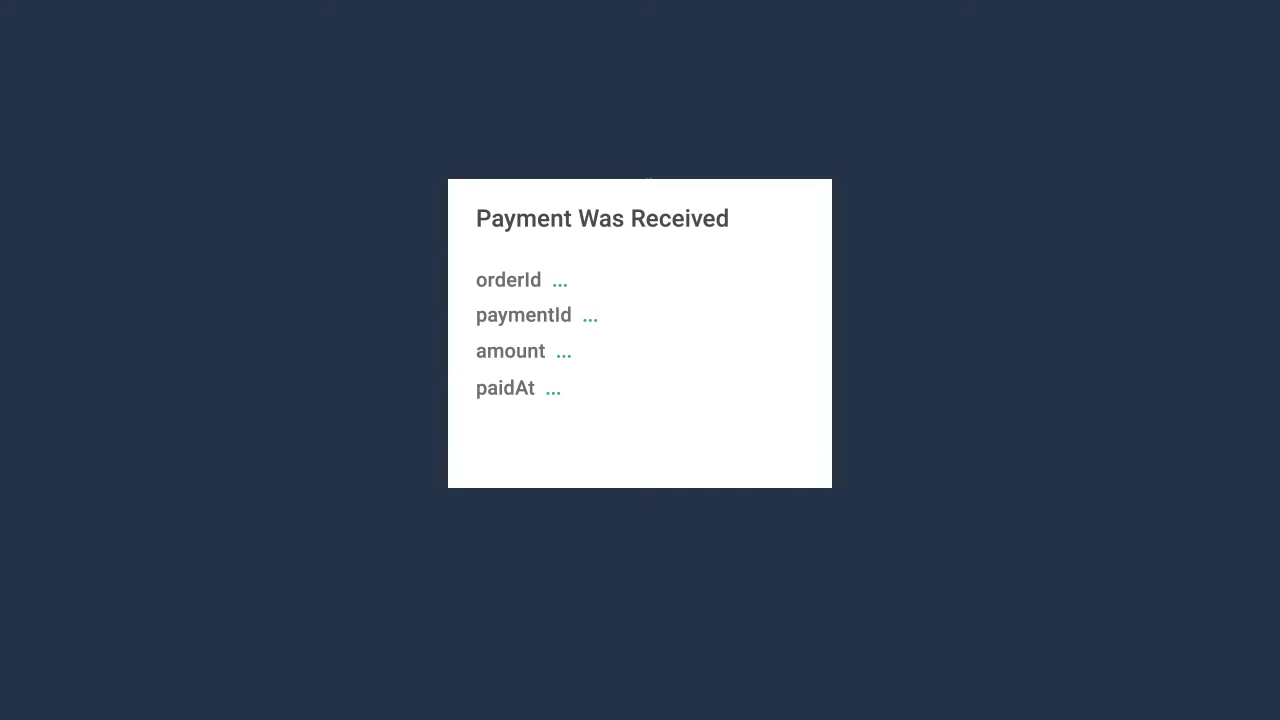 Payment Was Received
orderId ...
paymentId ...
amount ...
paidAt ...